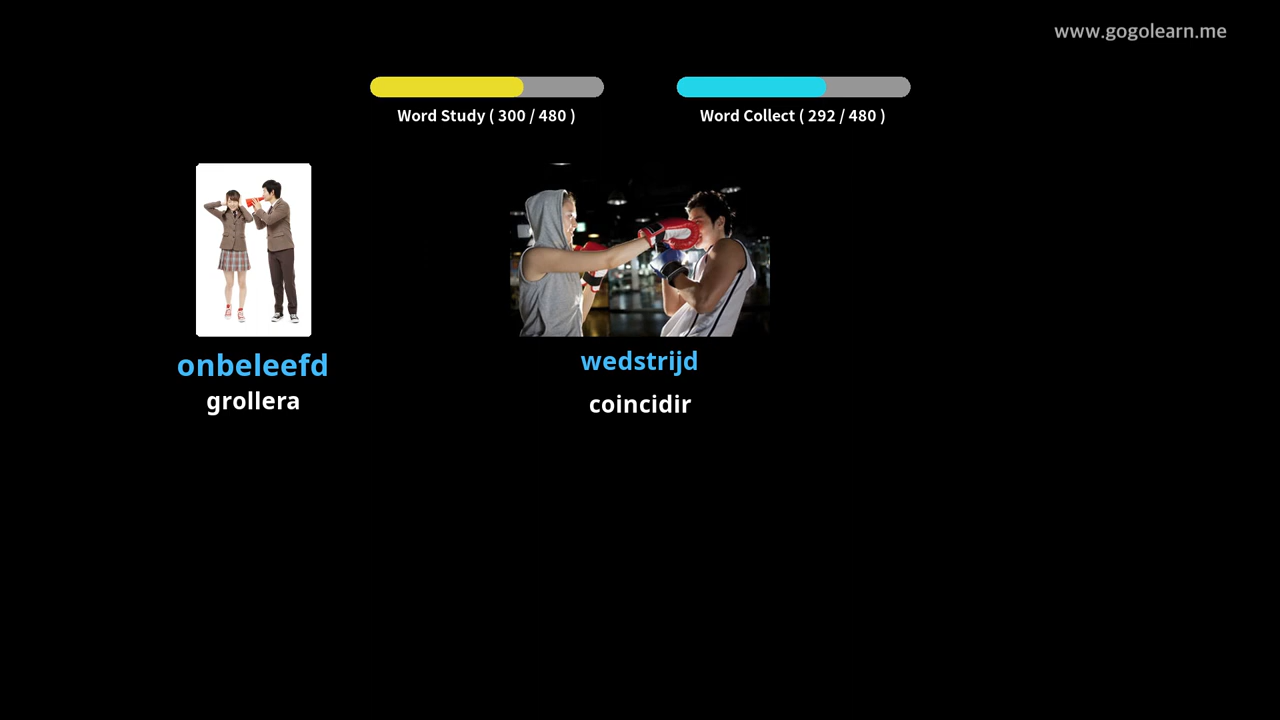 www.gogolearn.me
Word Study ( 300 / 480 )
Word Collect ( 292 / 480 )
onbeleefd
grollera
wedstrijd
coincidir